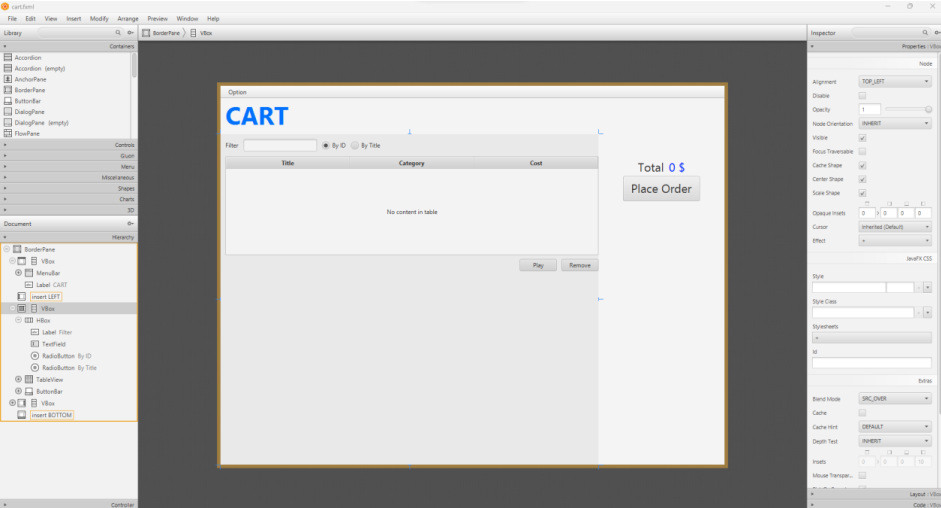 cart.fxml
File Edit View Insert Modify Arrange Preview Window Help
Library
BorderPane VBox
Inspector
Containers
Accordion
Accordion (empty)
AnchorPane
BorderPane
ButtonBar
DialogPane
DialogPane (empty)
FlowPane
Controls
Gluon
Menu
Miscellaneous
Shapes
Charts
3D
Document
Hierarchy
BorderPane
VBox
MenuBar
Label CART
insert LEFT
VBox
HBox
Label Filter
TextField
RadioButton By ID
RadioButton By Title
TableView
ButtonBar
VBox
insert BOTTOM
Controller
Option
CART
Filter By ID By Title
Title Category Cost
No content in table
Play Remove
Total 0 $
Place Order
Properties : VBox
Node
Alignment TOP_LEFT
Disable
Opacity 1
Node Orientation INHERIT
Visible
Focus Traversable
Cache Shape
Center Shape
Scale Shape
Opaque Insets 0 0 0 0
Cursor Inherited (Default)
Effect +
JavaFX CSS
Style
Style Class
Stylesheets
+
Id
Extras
Blend Mode SRC_OVER
Cache
Cache Hint DEFAULT
Depth Test INHERIT
Insets 0 0 0 10
Mouse Transpar...
Layout : VBox
Code : VBox